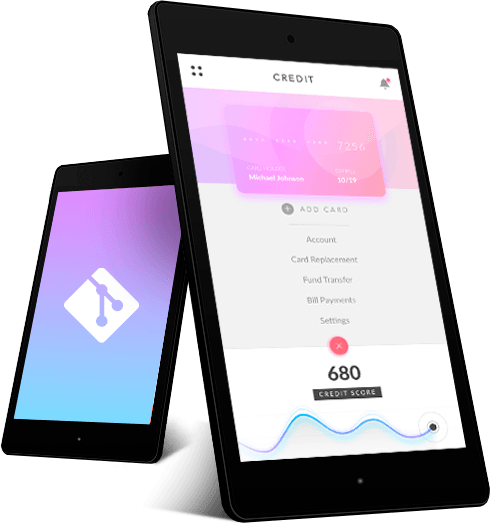 CREDIT
7256
Michael Johnson
10/19
ADD CARD
Account
Card Replacement
Fund Transfer
Bill Payments
Settings
680
CREDIT SCORE